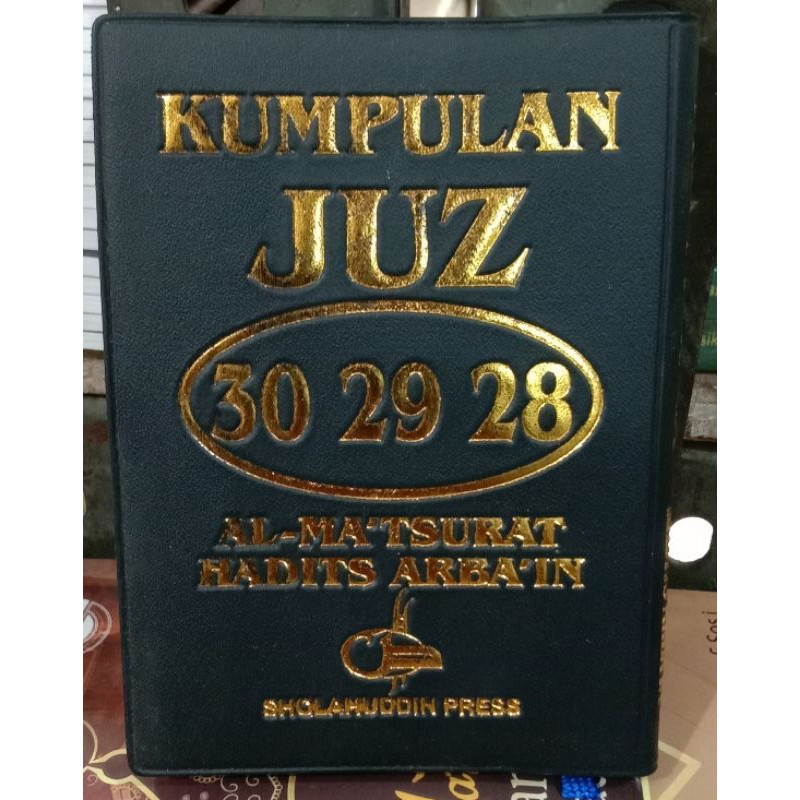 KUMPULAN
JUZ
30 29 28
AL-MA'TSURAT
HADITS ARBA'IN
SHOLAHUDDIN PRESS